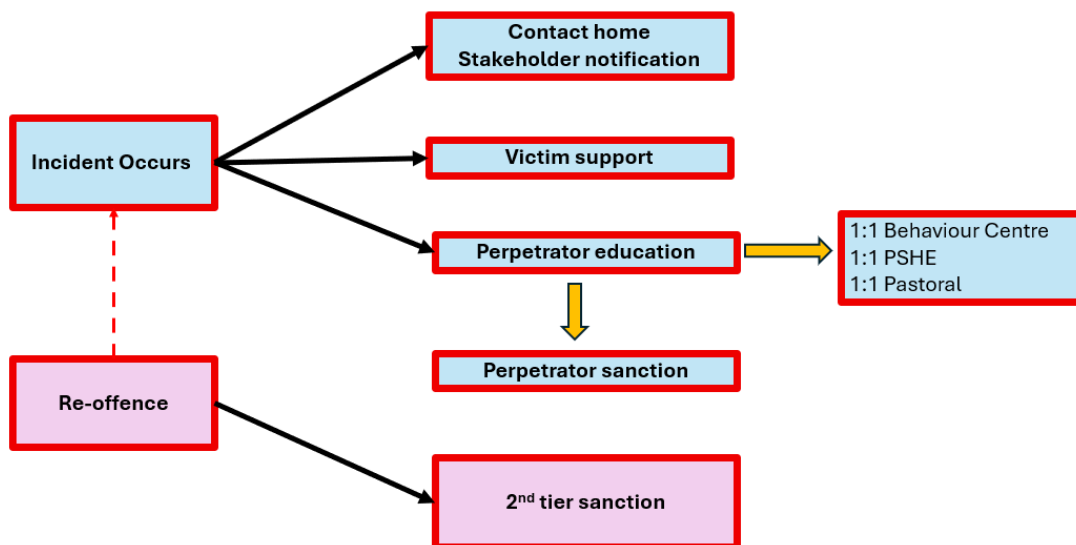 Contact home
Stakeholder notification
Incident Occurs
Victim support
Perpetrator education
1:1 Behaviour Centre
1:1 PSHE
1:1 Pastoral
Perpetrator sanction
Re-offence
2nd tier sanction